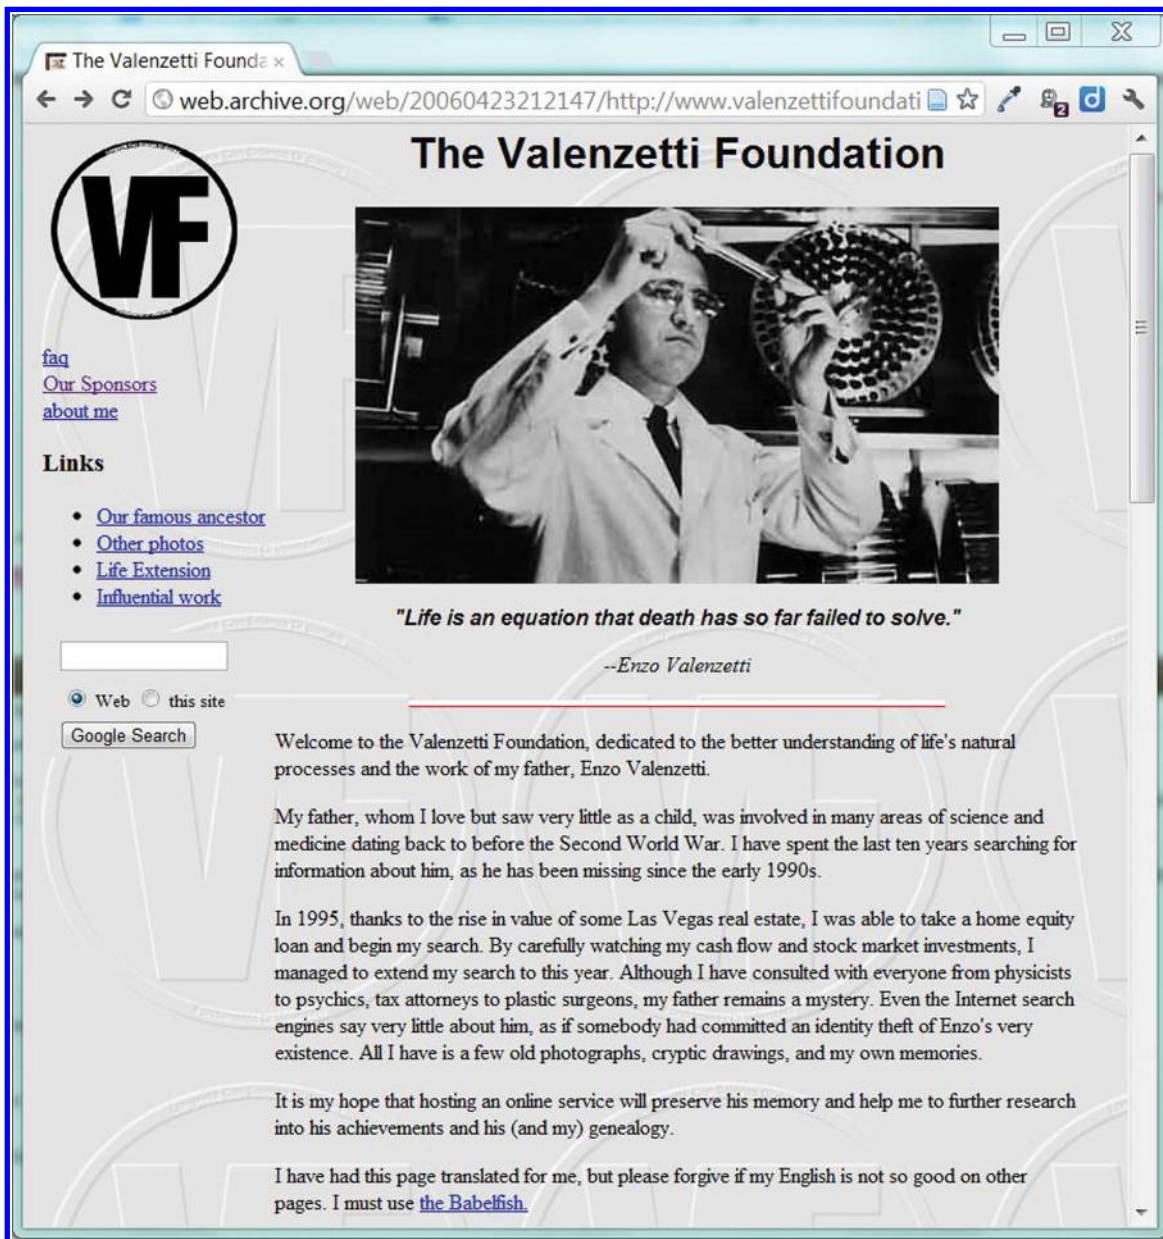 The Valenzetti Founda
web.archive.org/web/20060423212147/http://www.valenzettifoundati
2
d
The Valenzetti Foundation
VF
faq
Our Sponsors
about me
Links
Our famous ancestor
Other photos
Life Extension
Influential work
Web this site
Google Search
"Life is an equation that death has so far failed to solve."
--Enzo Valenzetti
Welcome to the Valenzetti Foundation, dedicated to the better understanding of life's natural
processes and the work of my father, Enzo Valenzetti.
My father, whom I love but saw very little as a child, was involved in many areas of science and
medicine dating back to before the Second World War. I have spent the last ten years searching for
information about him, as he has been missing since the early 1990s.
In 1995, thanks to the rise in value of some Las Vegas real estate, I was able to take a home equity
loan and begin my search. By carefully watching my cash flow and stock market investments, I
managed to extend my search to this year. Although I have consulted with everyone from physicists
to psychics, tax attorneys to plastic surgeons, my father remains a mystery. Even the Internet search
engines say very little about him, as if somebody had committed an identity theft of Enzo's very
existence. All I have is a few old photographs, cryptic drawings, and my own memories.
It is my hope that hosting an online service will preserve his memory and help me to further research
into his achievements and his (and my) genealogy.
I have had this page translated for me, but please forgive if my English is not so good on other
pages. I must use the Babelfish.